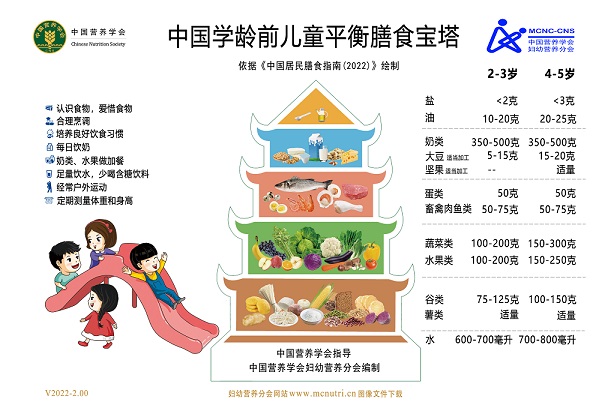 中国营养学会
Chinese Nutrition Society
中国学龄前儿童平衡膳食宝塔
依据《中国居民膳食指南(2022)》绘制
MCNC-CNS
中国营养学会
妇幼营养分会
认识食物，爱惜食物
合理烹调
培养良好饮食习惯
每日饮奶
奶类、水果做加餐
足量饮水，少喝含糖饮料
经常户外运动
定期测量体重和身高
2-3岁 4-5岁
盐 <2克 <3克
油 10-20克 20-25克
奶类 350-500克 350-500克
大豆 适当加工 5-15克 15-20克
坚果 适当加工 -- 适量
蛋类 50克 50克
畜禽肉鱼类 50-75克 50-75克
蔬菜类 100-200克 150-300克
水果类 100-200克 150-250克
谷类 75-125克 100-150克
薯类 适量 适量
水 600-700毫升 700-800毫升
中国营养学会指导
中国营养学会妇幼营养分会编制
V2022-2.00
妇幼营养分会网站 www.mcnutri.cn 图像文件下载